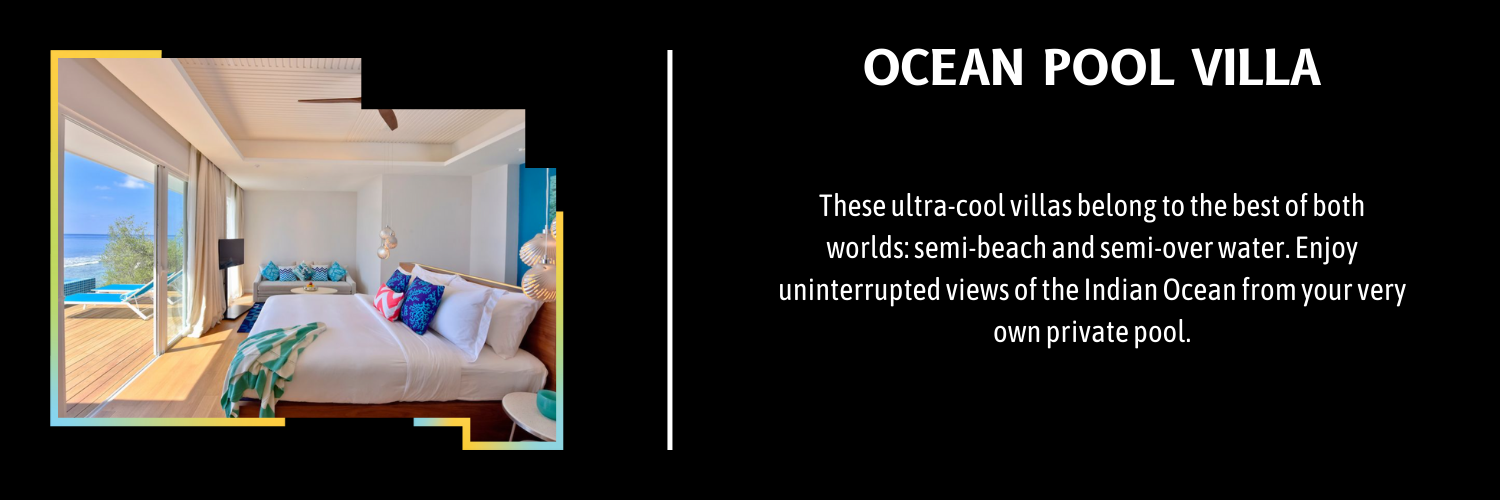 OCEAN POOL VILLA
These ultra-cool villas belong to the best of both
worlds: semi-beach and semi-over water. Enjoy
uninterrupted views of the Indian Ocean from your very
own private pool.